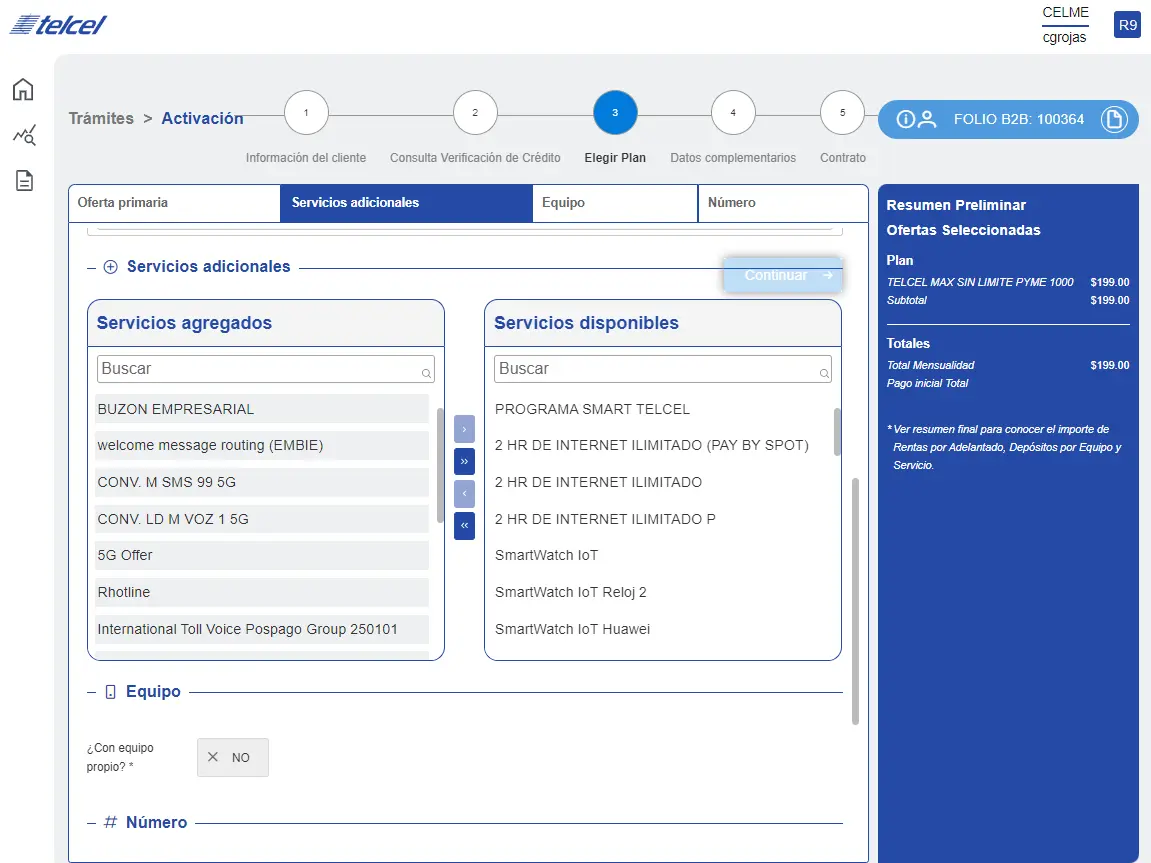 telcel
CELME
cgrojas
R9
Trámites > Activación
1
2
3
4
5
Información del cliente
Consulta Verificación de Crédito
Elegir Plan
Datos complementarios
Contrato
FOLIO B2B: 100364
Oferta primaria
Servicios adicionales
Equipo
Número
Servicios adicionales
Continuar →
Servicios agregados
Buscar
BUZON EMPRESARIAL
welcome message routing (EMBIE)
CONV. M SMS 99 5G
CONV. LD M VOZ 1 5G
5G Offer
Rhotline
International Toll Voice Pospago Group 250101
›
››
‹
‹‹
Servicios disponibles
Buscar
PROGRAMA SMART TELCEL
2 HR DE INTERNET ILIMITADO (PAY BY SPOT)
2 HR DE INTERNET ILIMITADO
2 HR DE INTERNET ILIMITADO P
SmartWatch IoT
SmartWatch IoT Reloj 2
SmartWatch IoT Huawei
Equipo
¿Con equipo
propio? *
NO
# Número
Resumen Preliminar
Ofertas Seleccionadas
Plan
TELCEL MAX SIN LIMITE PYME 1000 $199.00
Subtotal $199.00
Totales
Total Mensualidad $199.00
Pago inicial Total
* Ver resumen final para conocer el importe de
Rentas por Adelantado, Depósitos por Equipo y
Servicio.